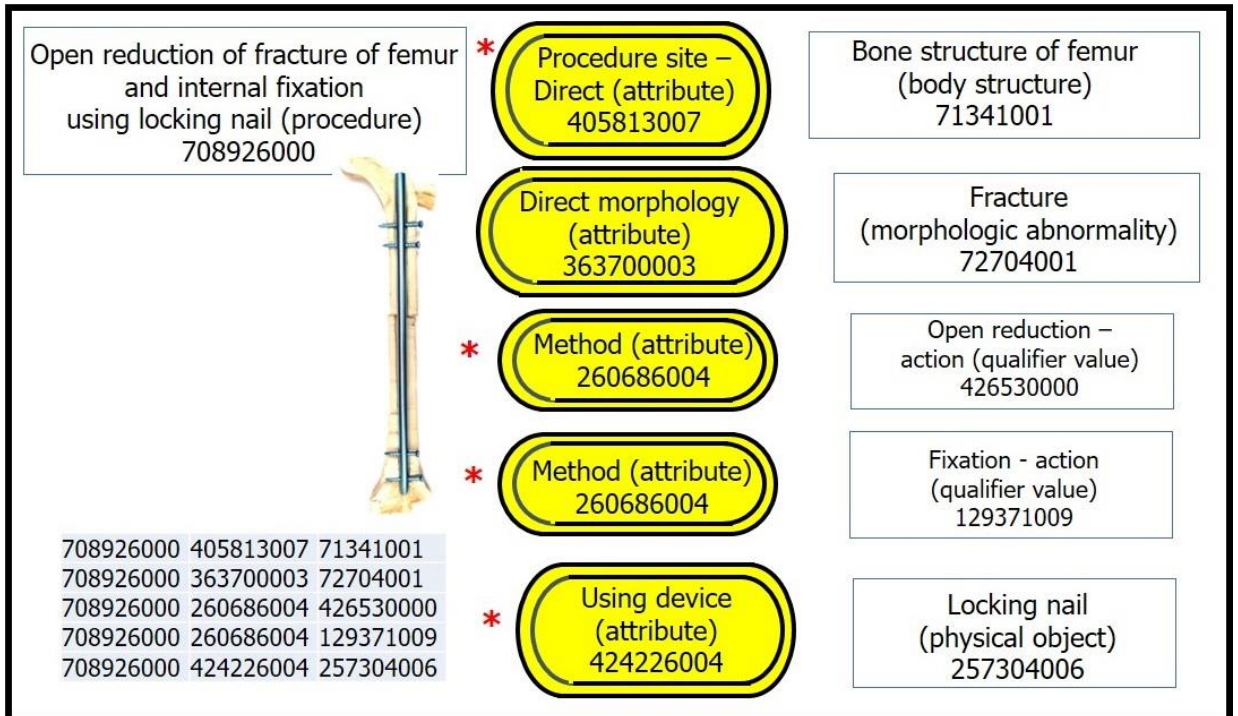 Open reduction of fracture of femur
and internal fixation
using locking nail (procedure)
708926000
*
Procedure site –
Direct (attribute)
405813007
Bone structure of femur
(body structure)
71341001
Direct morphology
(attribute)
363700003
Fracture
(morphologic abnormality)
72704001
*
Method (attribute)
260686004
Open reduction –
action (qualifier value)
426530000
*
Method (attribute)
260686004
Fixation - action
(qualifier value)
129371009
708926000 405813007 71341001
708926000 363700003 72704001
708926000 260686004 426530000
708926000 260686004 129371009
708926000 424226004 257304006
*
Using device
(attribute)
424226004
Locking nail
(physical object)
257304006